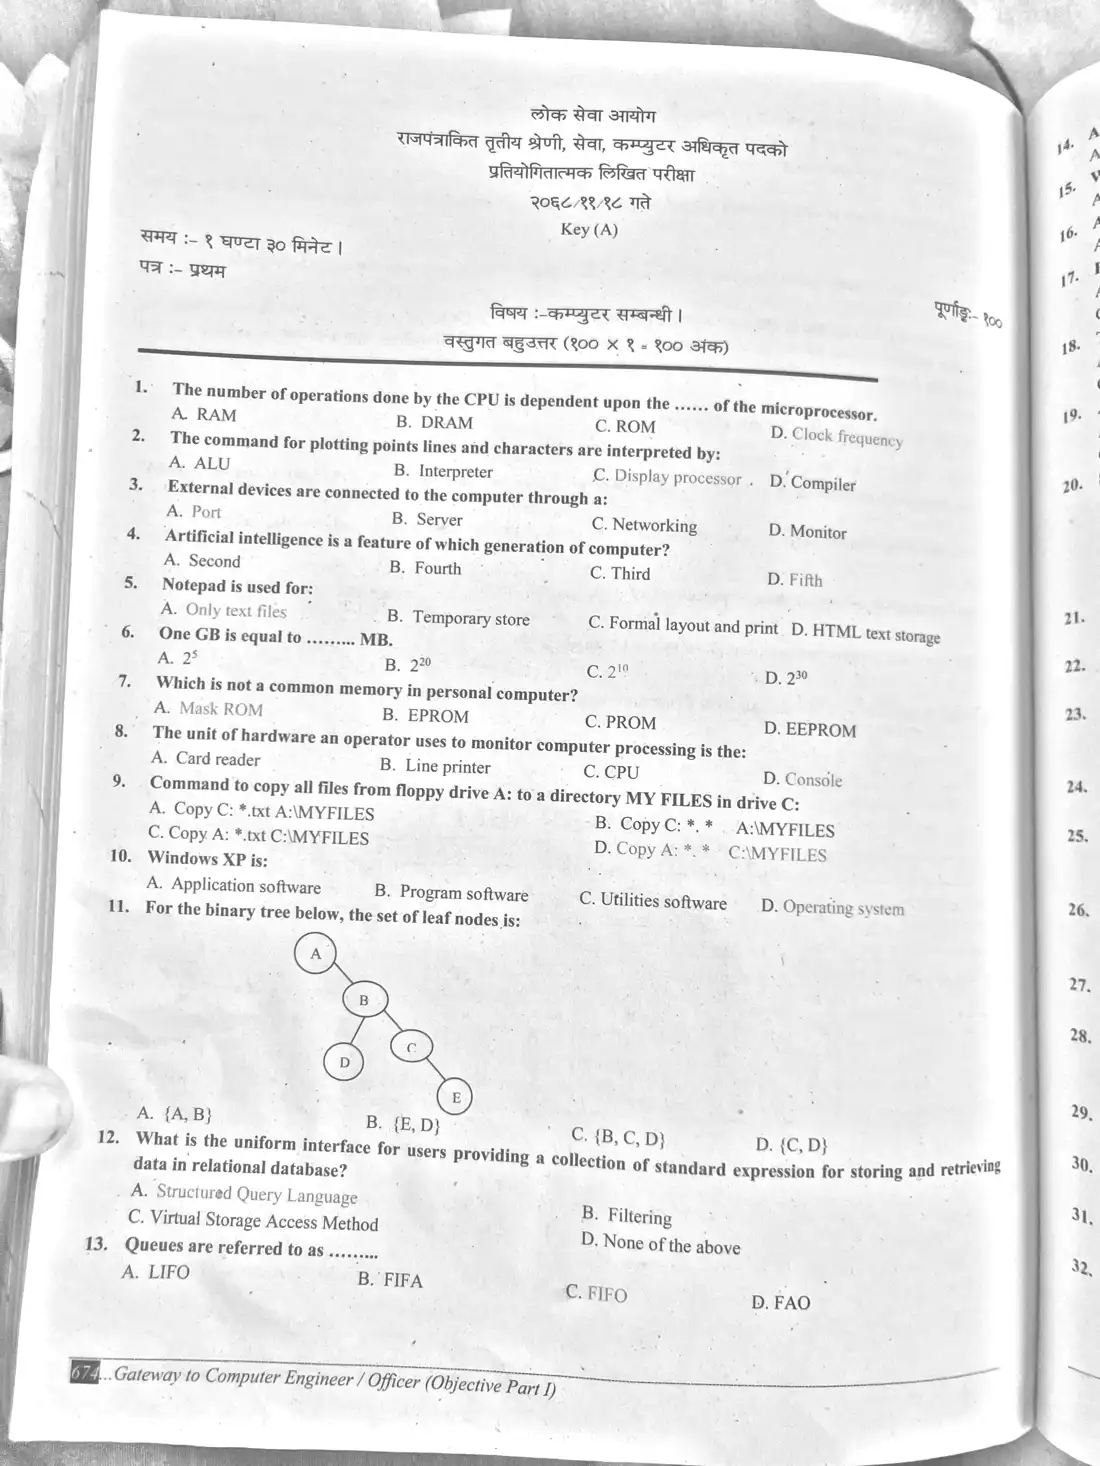 लोक सेवा आयोग
राजपत्रांकित तृतीय श्रेणी, सेवा, कम्प्युटर अधिकृत पदको
प्रतियोगितात्मक लिखित परीक्षा
२०६८/११/१८ गते
Key (A)
समय :– १ घण्टा ३० मिनेट ।
पत्र :– प्रथम
पूर्णाङ्कः– १००
विषय :–कम्प्युटर सम्बन्धी ।
वस्तुगत बहुउत्तर (१०० × १ = १०० अंक)
1. The number of operations done by the CPU is dependent upon the ...... of the microprocessor.
A. RAM B. DRAM C. ROM D. Clock frequency
2. The command for plotting points lines and characters are interpreted by:
A. ALU B. Interpreter C. Display processor . D. Compiler
3. External devices are connected to the computer through a:
A. Port B. Server C. Networking D. Monitor
4. Artificial intelligence is a feature of which generation of computer?
A. Second B. Fourth C. Third D. Fifth
5. Notepad is used for:
A. Only text files B. Temporary store C. Formal layout and print D. HTML text storage
6. One GB is equal to ......... MB.
A. 2⁵ B. 2²⁰ C. 2¹⁰ D. 2³⁰
7. Which is not a common memory in personal computer?
A. Mask ROM B. EPROM C. PROM D. EEPROM
8. The unit of hardware an operator uses to monitor computer processing is the:
A. Card reader B. Line printer C. CPU D. Console
9. Command to copy all files from floppy drive A: to a directory MY FILES in drive C:
A. Copy C: *.txt A:\MYFILES B. Copy C: *. * A:\MYFILES
C. Copy A: *.txt C:\MYFILES D. Copy A: *. * C:\MYFILES
10. Windows XP is:
A. Application software B. Program software C. Utilities software D. Operating system
11. For the binary tree below, the set of leaf nodes is:
A
B
D C
E
A. {A, B} B. {E, D} C. {B, C, D} D. {C, D}
12. What is the uniform interface for users providing a collection of standard expression for storing and retrieving
data in relational database?
A. Structured Query Language B. Filtering
C. Virtual Storage Access Method D. None of the above
13. Queues are referred to as .........
A. LIFO B. FIFA C. FIFO D. FAO
674...Gateway to Computer Engineer / Officer (Objective Part I)
14. A
A
15.
A
16.
17.
18.
19.
20.
21.
22.
23.
24.
25.
26.
27.
28.
29.
30.
31.
32.